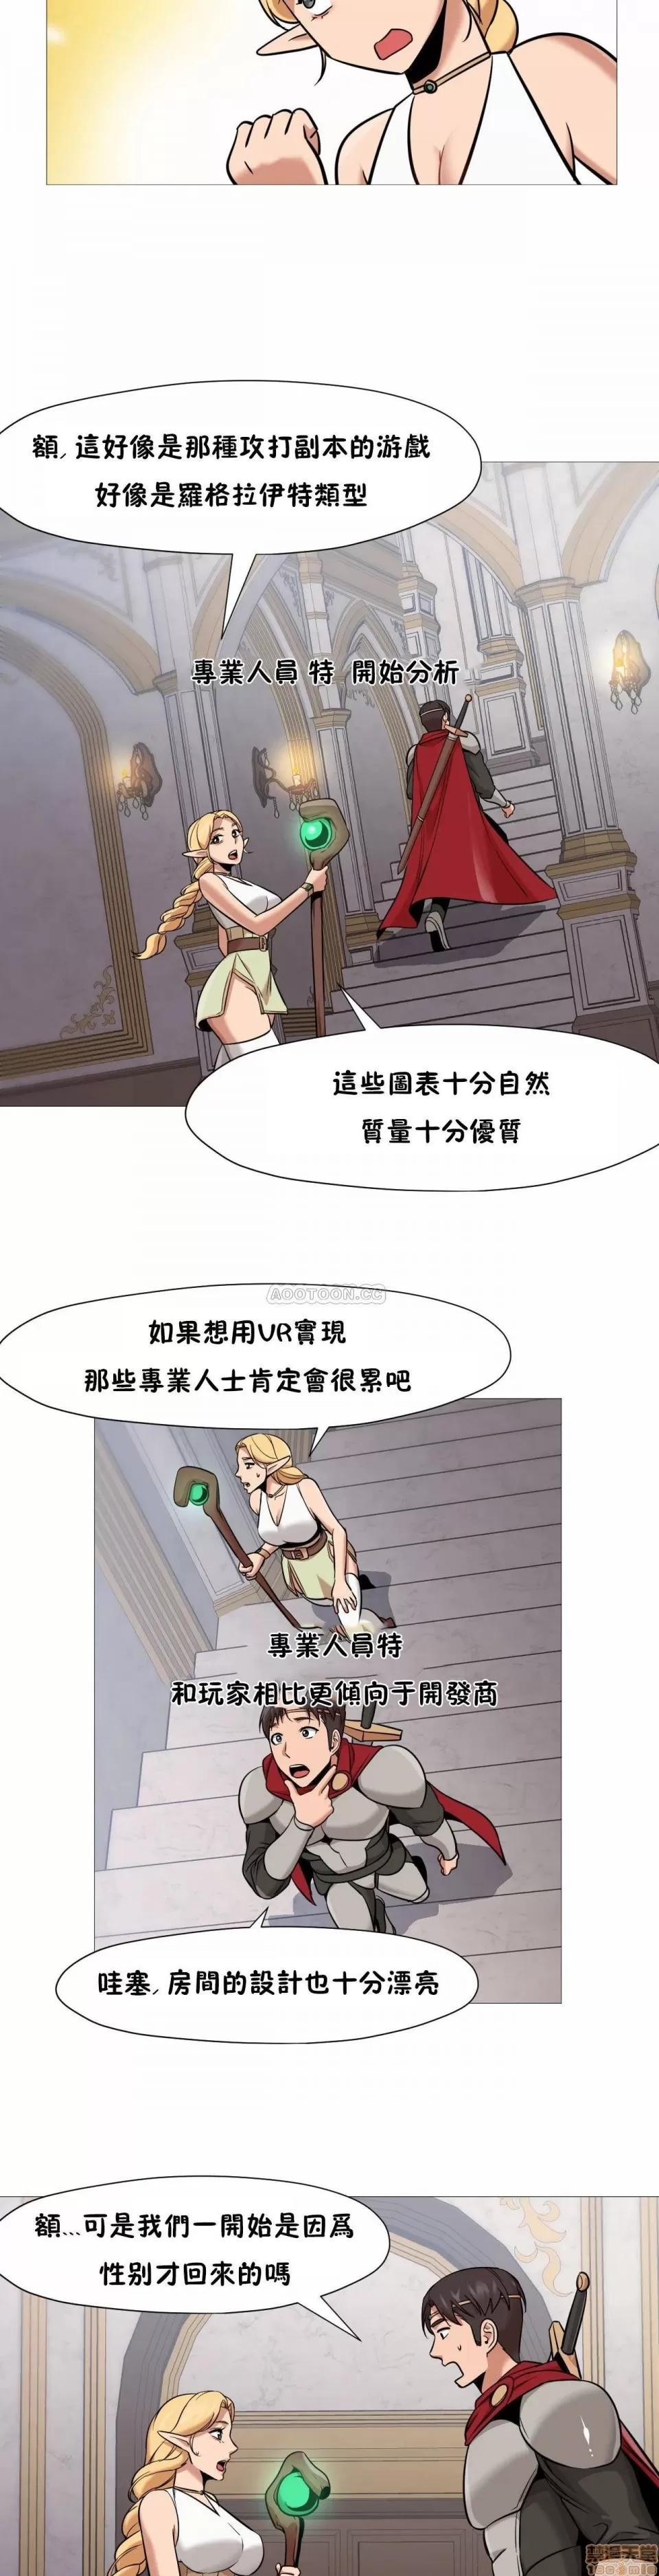 額，這好像是那種攻打副本的游戲
好像是羅格拉伊特類型
專業人員 特 開始分析
這些圖表十分自然
質量十分優質
AOOTOON.CC
如果想用VR實現
那些專業人士肯定會很累吧
專業人員特
和玩家相比更傾向于開發商
哇塞，房間的設計也十分漂亮
額...可是我們一開始是因爲
性别才回來的嗎